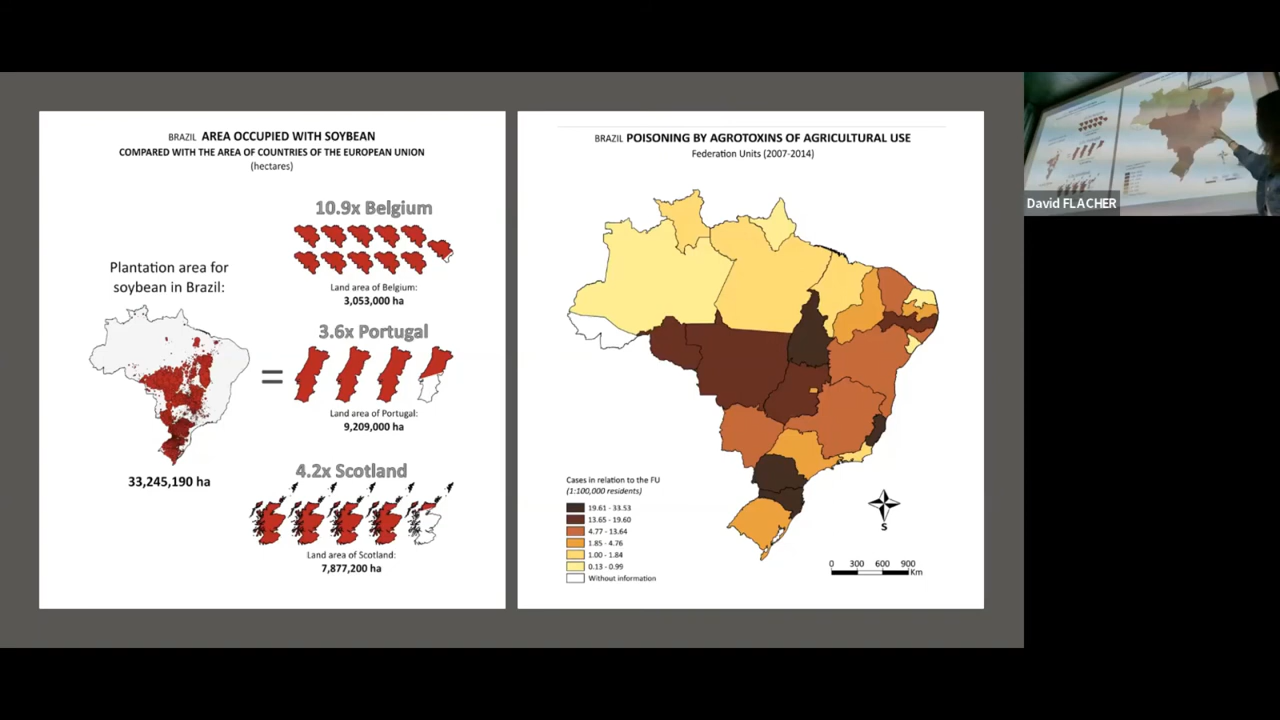 BRAZIL AREA OCCUPIED WITH SOYBEAN
COMPARED WITH THE AREA OF COUNTRIES OF THE EUROPEAN UNION
(hectares)
10.9x Belgium
Land area of Belgium:
3,053,000 ha
Plantation area for
soybean in Brazil:
33,245,190 ha
=
3.6x Portugal
Land area of Portugal:
9,209,000 ha
4.2x Scotland
Land area of Scotland:
7,877,200 ha
BRAZIL POISONING BY AGROTOXINS OF AGRICULTURAL USE
Federation Units (2007-2014)
Cases in relation to the FU
(1:100,000 residents)
19.61 - 33.53
13.65 - 19.60
4.77 - 13.64
1.85 - 4.76
1.00 - 1.84
0.13 - 0.99
Without information
S
0 300 600 900
Km
David FLACHER